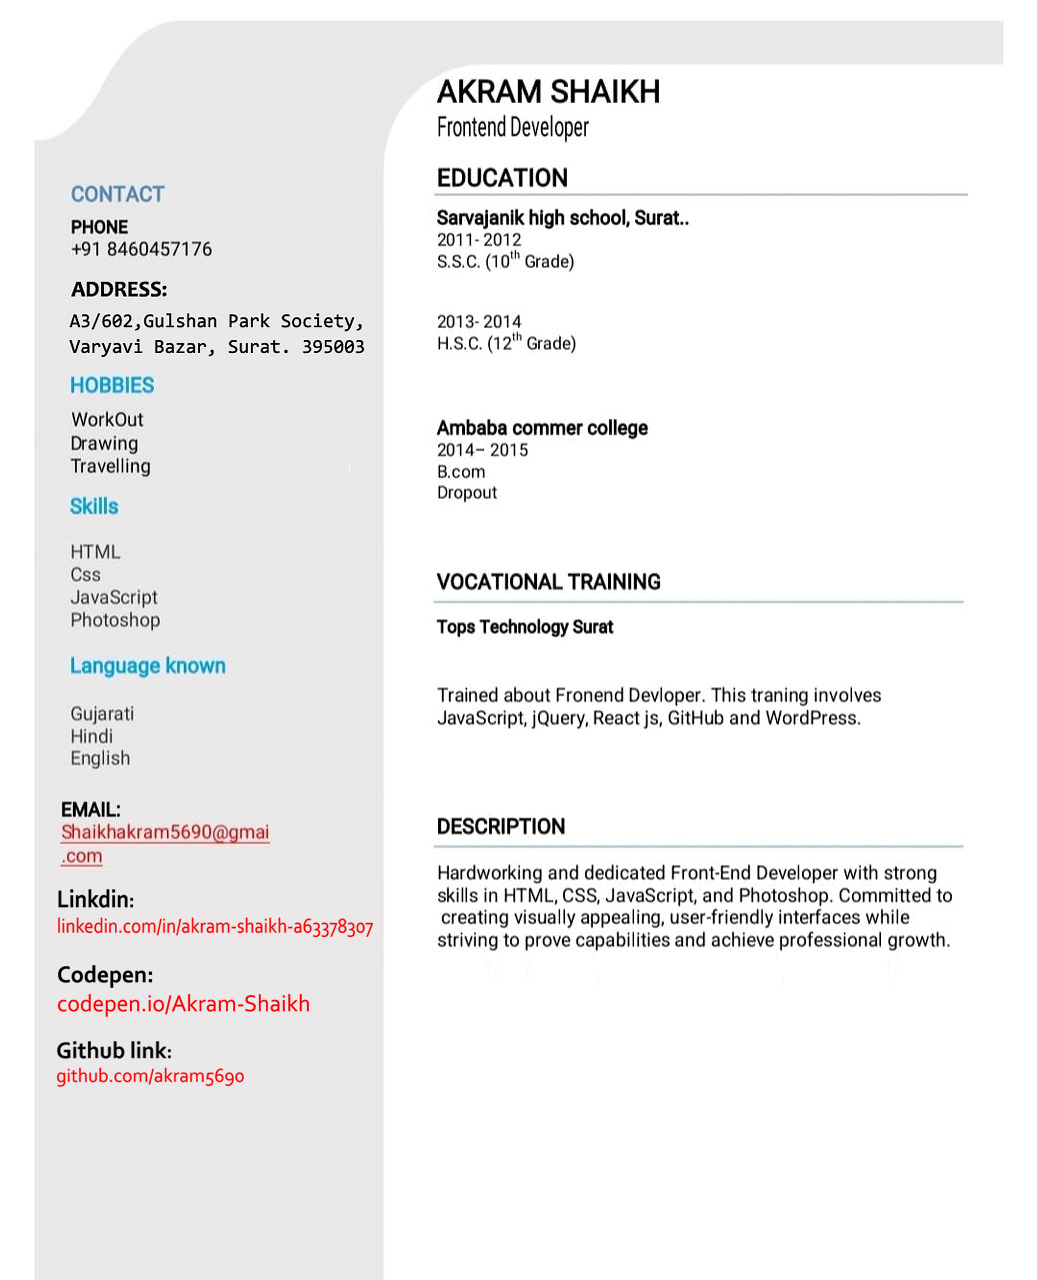 AKRAM SHAIKH
Frontend Developer
CONTACT
PHONE
+91 8460457176
ADDRESS:
A3/602,Gulshan Park Society,
Varyavi Bazar, Surat. 395003
HOBBIES
WorkOut
Drawing
Travelling
Skills
HTML
Css
JavaScript
Photoshop
Language known
Gujarati
Hindi
English
EMAIL:
Shaikhakram5690@gmai
.com
Linkdin:
linkedin.com/in/akram-shaikh-a63378307
Codepen:
codepen.io/Akram-Shaikh
Github link:
github.com/akram5690
EDUCATION
Sarvajanik high school, Surat..
2011- 2012
S.S.C. (10th Grade)
2013- 2014
H.S.C. (12th Grade)
Ambaba commer college
2014– 2015
B.com
Dropout
VOCATIONAL TRAINING
Tops Technology Surat
Trained about Fronend Devloper. This traning involves
JavaScript, jQuery, React js, GitHub and WordPress.
DESCRIPTION
Hardworking and dedicated Front-End Developer with strong
skills in HTML, CSS, JavaScript, and Photoshop. Committed to
creating visually appealing, user-friendly interfaces while
striving to prove capabilities and achieve professional growth.